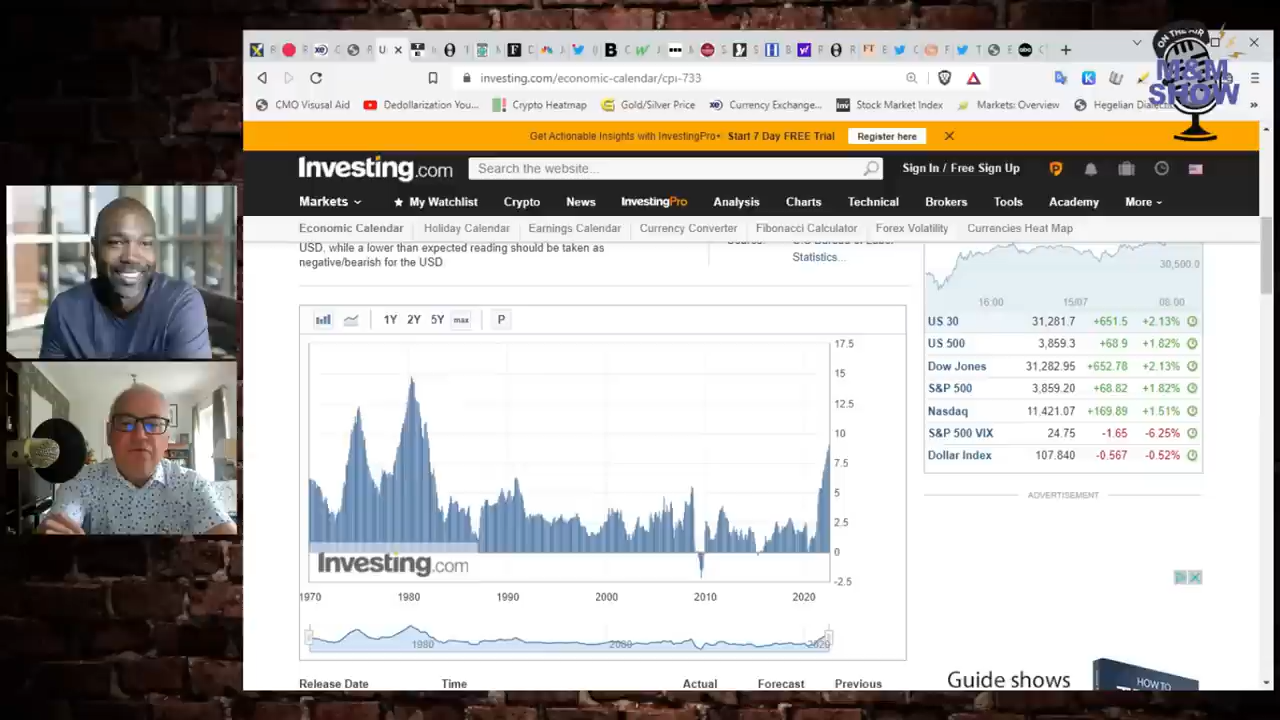 ON THE AIR
M&M
SHOW
investing.com/economic-calendar/cpi-733
CMO Visusal Aid
Dedollarization You...
Crypto Heatmap
Gold/Silver Price
Currency Exchange...
Stock Market Index
Markets: Overview
Hegelian
Get Actionable Insights with InvestingPro+ Start 7 Day FREE Trial
Register here
Investing.com
Search the website...
Sign In / Free Sign Up
Markets
My Watchlist
Crypto
News
InvestingPro
Analysis
Charts
Technical
Brokers
Tools
Academy
More
Economic Calendar
Holiday Calendar
Earnings Calendar
Currency Converter
Fibonacci Calculator
Forex Volatility
Currencies Heat Map
USD, while a lower than expected reading should be taken as
negative/bearish for the USD
Statistics...
30,500.0
16:00 15/07 08:00
US 30 31,281.7 +651.5 +2.13%
US 500 3,859.3 +68.9 +1.82%
Dow Jones 31,282.95 +652.78 +2.13%
S&P 500 3,859.20 +68.82 +1.82%
Nasdaq 11,421.07 +169.89 +1.51%
S&P 500 VIX 24.75 -1.65 -6.25%
Dollar Index 107.840 -0.567 -0.52%
ADVERTISEMENT
1Y 2Y 5Y max P
17.5
15
12.5
10
7.5
5
2.5
0
-2.5
Investing.com
1970 1980 1990 2000 2010 2020
1980 2000 2020
Release Date Time Actual Forecast Previous
Guide shows
HOW TO